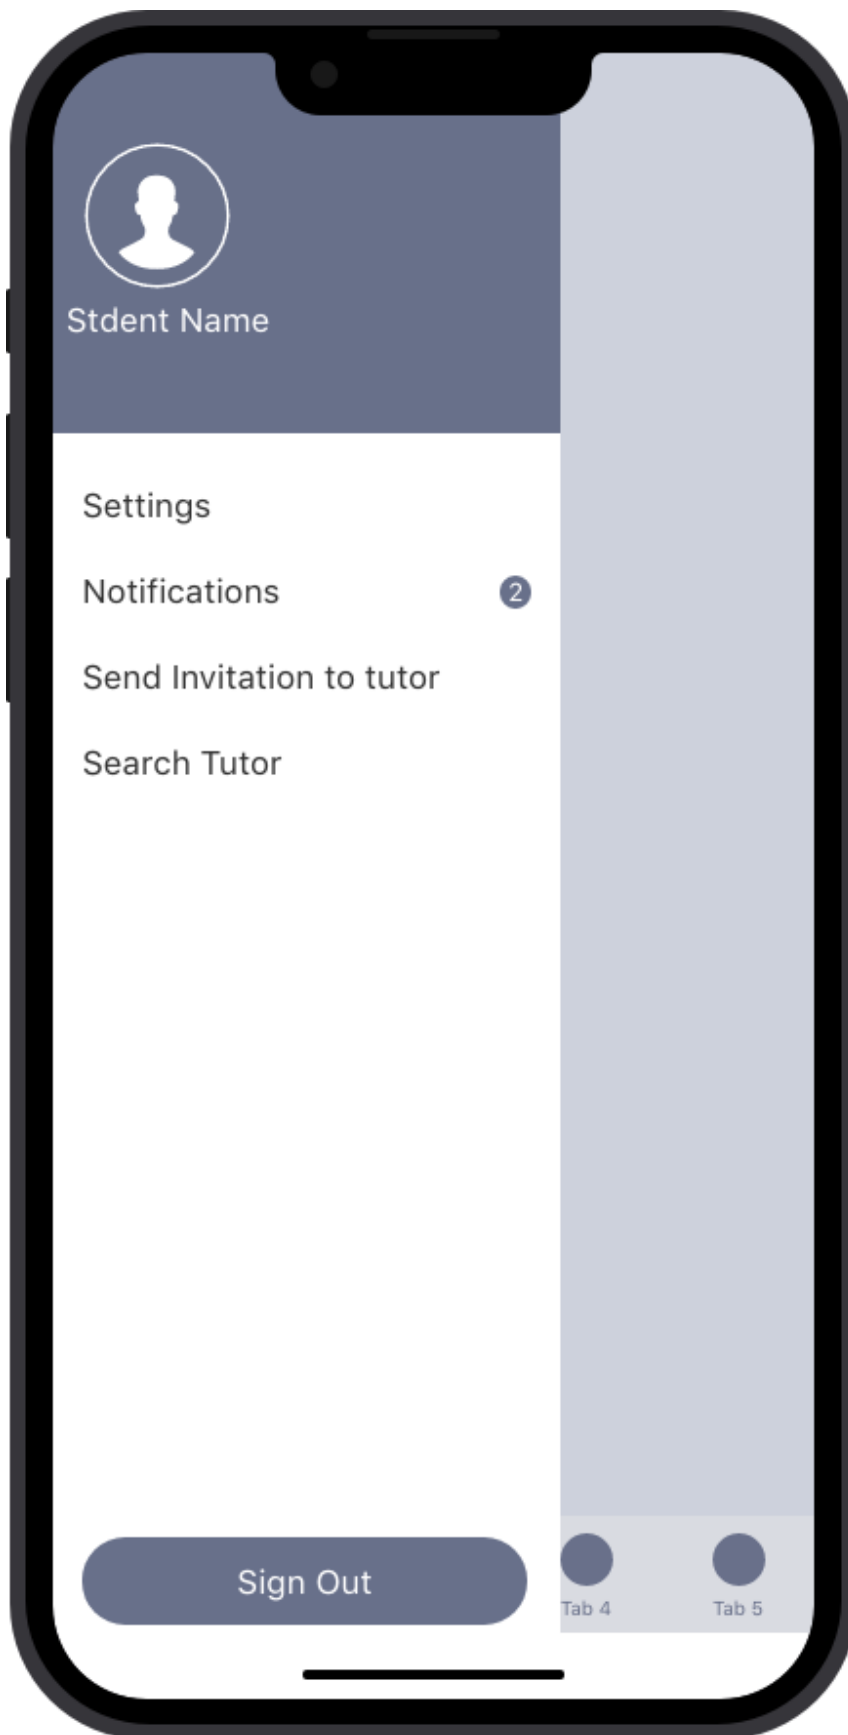 Stdent Name
Settings
Notifications 2
Send Invitation to tutor
Search Tutor
Sign Out
Tab 4 Tab 5